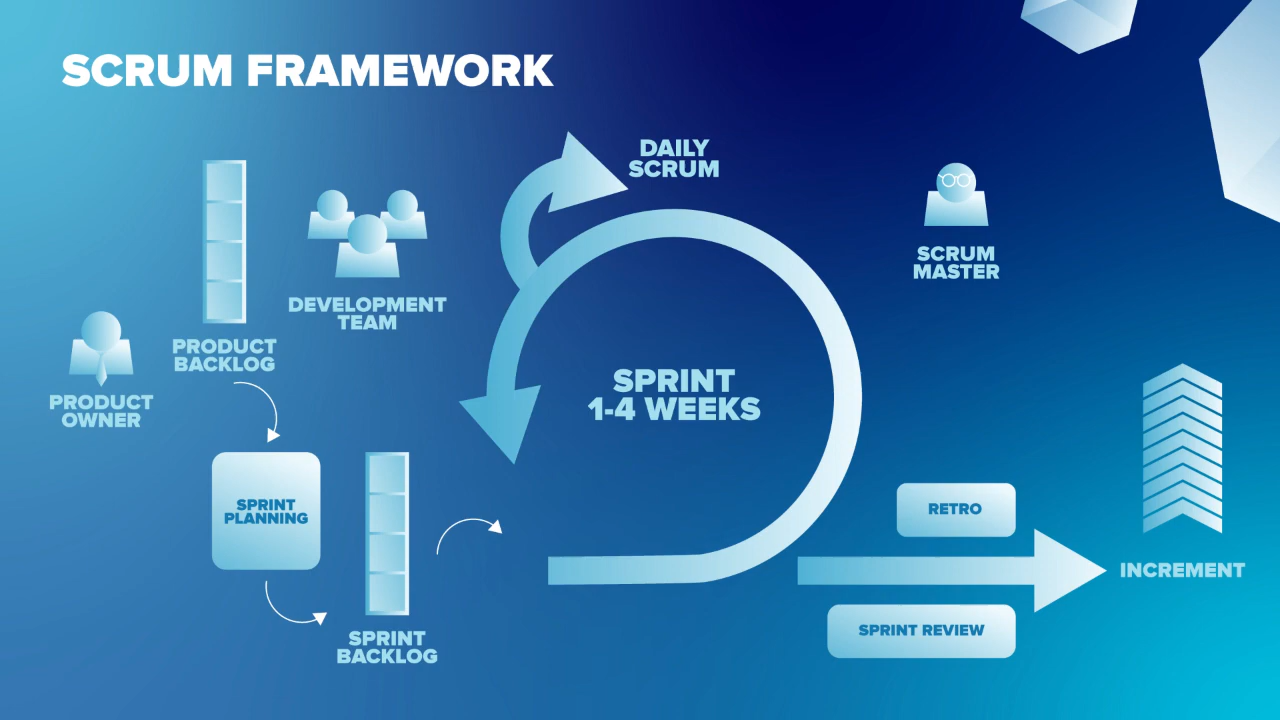 SCRUM FRAMEWORK
DAILY
SCRUM
SCRUM
MASTER
DEVELOPMENT
TEAM
PRODUCT
BACKLOG
PRODUCT
OWNER
SPRINT
1-4 WEEKS
SPRINT
PLANNING
SPRINT
BACKLOG
RETRO
INCREMENT
SPRINT REVIEW